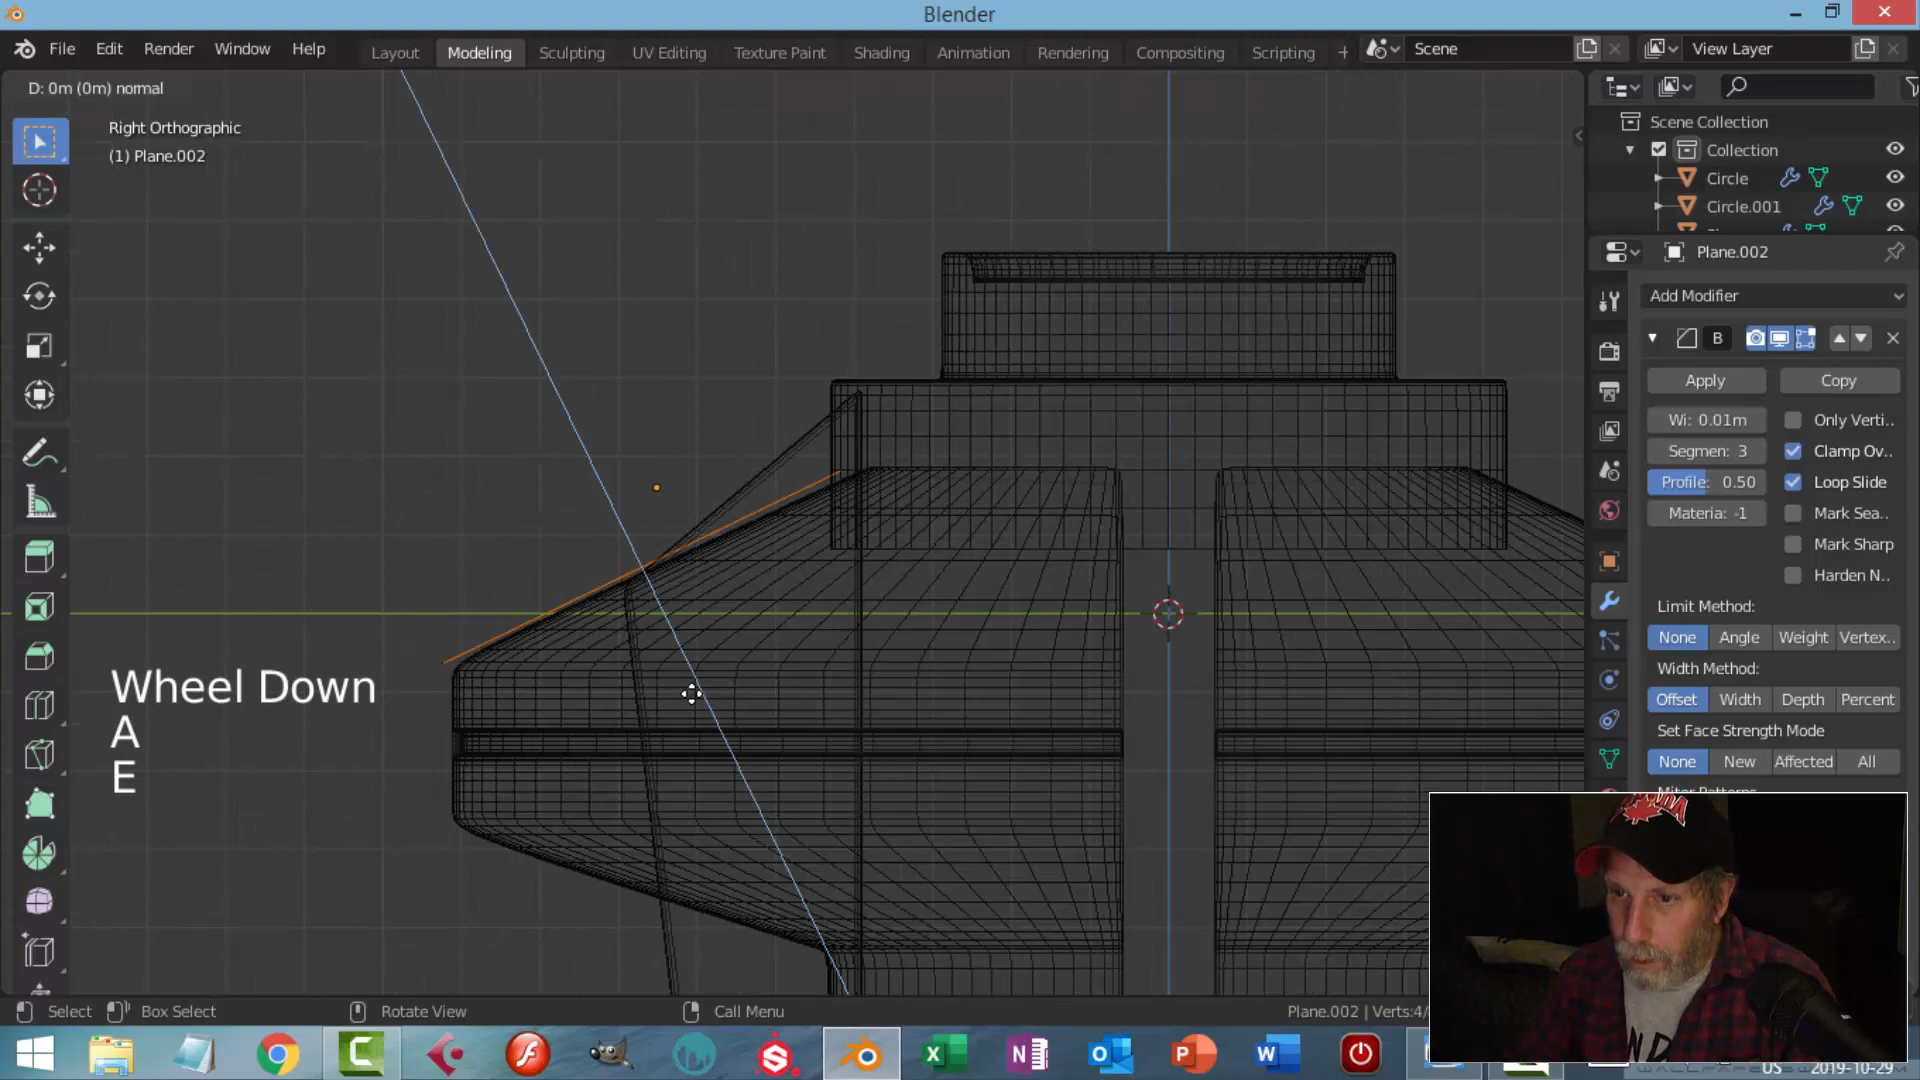 Blender
File Edit Render Window Help
Layout Modeling Sculpting UV Editing Texture Paint Shading Animation Rendering Compositing Scripting +
Scene
View Layer
D: 0m (0m) normal
Right Orthographic
(1) Plane.002
Scene Collection
Collection
Circle
Circle.001
Plane.002
Add Modifier
B
Apply
Copy
Wi: 0.01m
Only Verti..
Segmen: 3
Clamp Ov..
Profile: 0.50
Loop Slide
Materia: -1
Mark Sea..
Mark Sharp
Harden N..
Limit Method:
None Angle Weight Vertex..
Width Method:
Offset Width Depth Percent
Set Face Strength Mode
None New Affected All
Wheel Down
A
E
Select
Box Select
Rotate View
Call Menu
Plane.002 | Verts:4/
US
2019-10-29